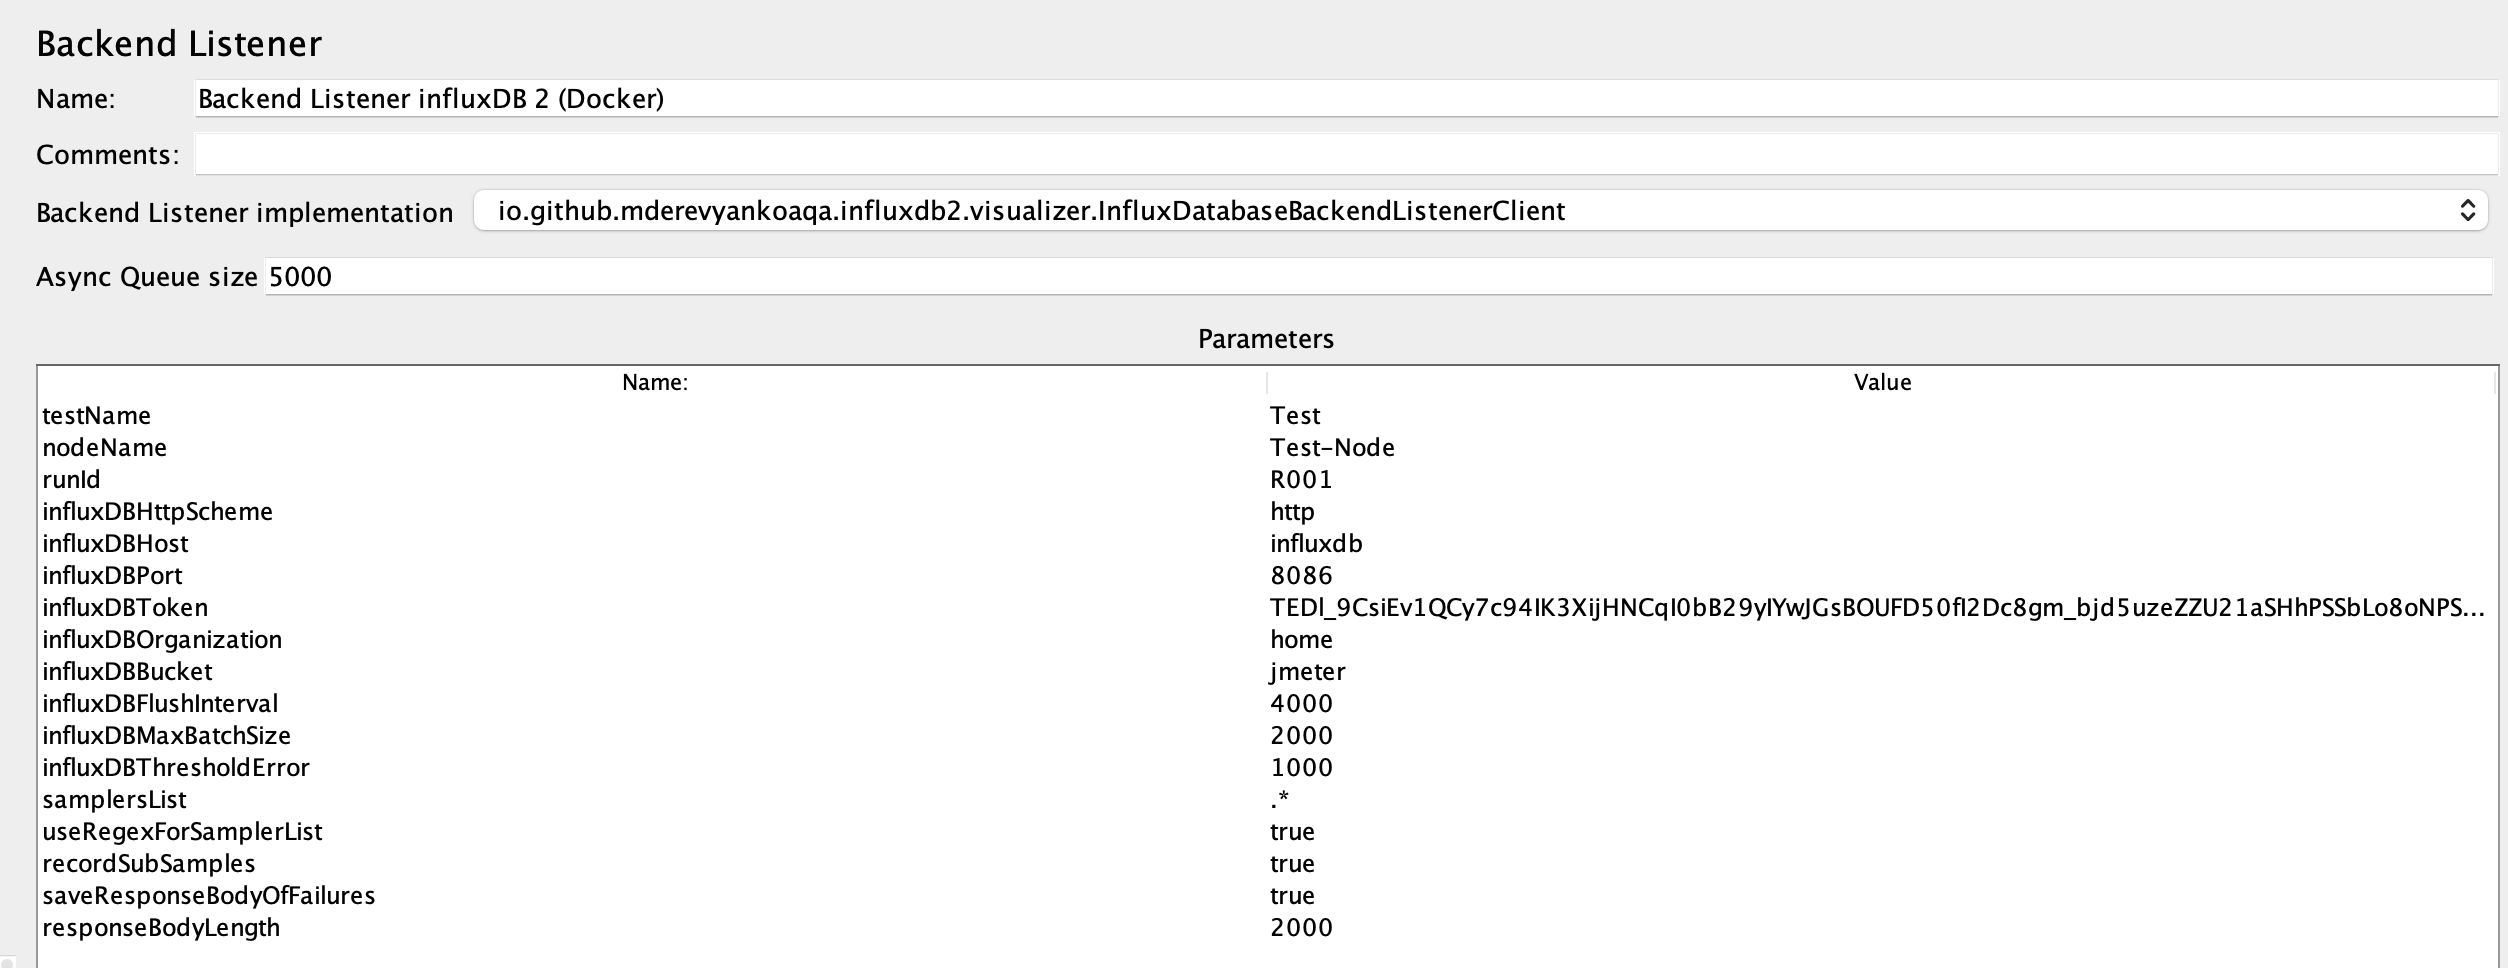 Backend Listener
Name: Backend Listener influxDB 2 (Docker)
Comments:
Backend Listener implementation io.github.mderevyankoaqa.influxdb2.visualizer.InfluxDatabaseBackendListenerClient
Async Queue size 5000
Parameters
Name: Value
testName Test
nodeName Test-Node
runId R001
influxDBHttpScheme http
influxDBHost influxdb
influxDBPort 8086
influxDBToken TEDl_9CsiEv1QCy7c94IK3XijHNCqI0bB29yIYwJGsBOUFD50fI2Dc8gm_bjd5uzeZZU21aSHhPSSbLo8oNPS...
influxDBOrganization home
influxDBBucket jmeter
influxDBFlushInterval 4000
influxDBMaxBatchSize 2000
influxDBThresholdError 1000
samplersList .*
useRegexForSamplerList true
recordSubSamples true
saveResponseBodyOfFailures true
responseBodyLength 2000